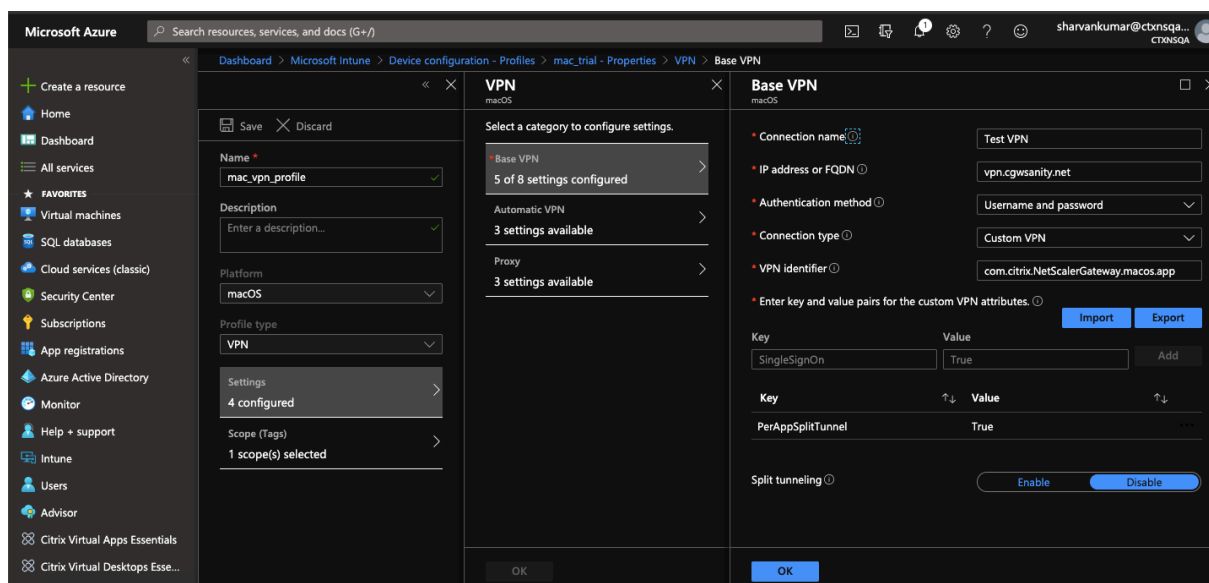 Microsoft Azure
Search resources, services, and docs (G+/)
1
sharvankumar@ctxnsqa...
CTXNSQA
Dashboard > Microsoft Intune > Device configuration - Profiles > mac_trial - Properties > VPN > Base VPN
Create a resource
Home
Dashboard
All services
FAVORITES
Virtual machines
SQL databases
Cloud services (classic)
Security Center
Subscriptions
App registrations
Azure Active Directory
Monitor
Help + support
Intune
Users
Advisor
Citrix Virtual Apps Essentials
Citrix Virtual Desktops Esse...
Save Discard
Name *
mac_vpn_profile
Description
Enter a description...
Platform
macOS
Profile type
VPN
Settings
4 configured
Scope (Tags)
1 scope(s) selected
VPN
macOS
Select a category to configure settings.
* Base VPN
5 of 8 settings configured
Automatic VPN
3 settings available
Proxy
3 settings available
OK
Base VPN
macOS
* Connection name Test VPN
* IP address or FQDN vpn.cgwsanity.net
* Authentication method Username and password
* Connection type Custom VPN
* VPN identifier com.citrix.NetScalerGateway.macos.app
* Enter key and value pairs for the custom VPN attributes.
Import Export
Key Value
SingleSignOn True Add
Key Value
PerAppSplitTunnel True ...
Split tunneling Enable Disable
OK